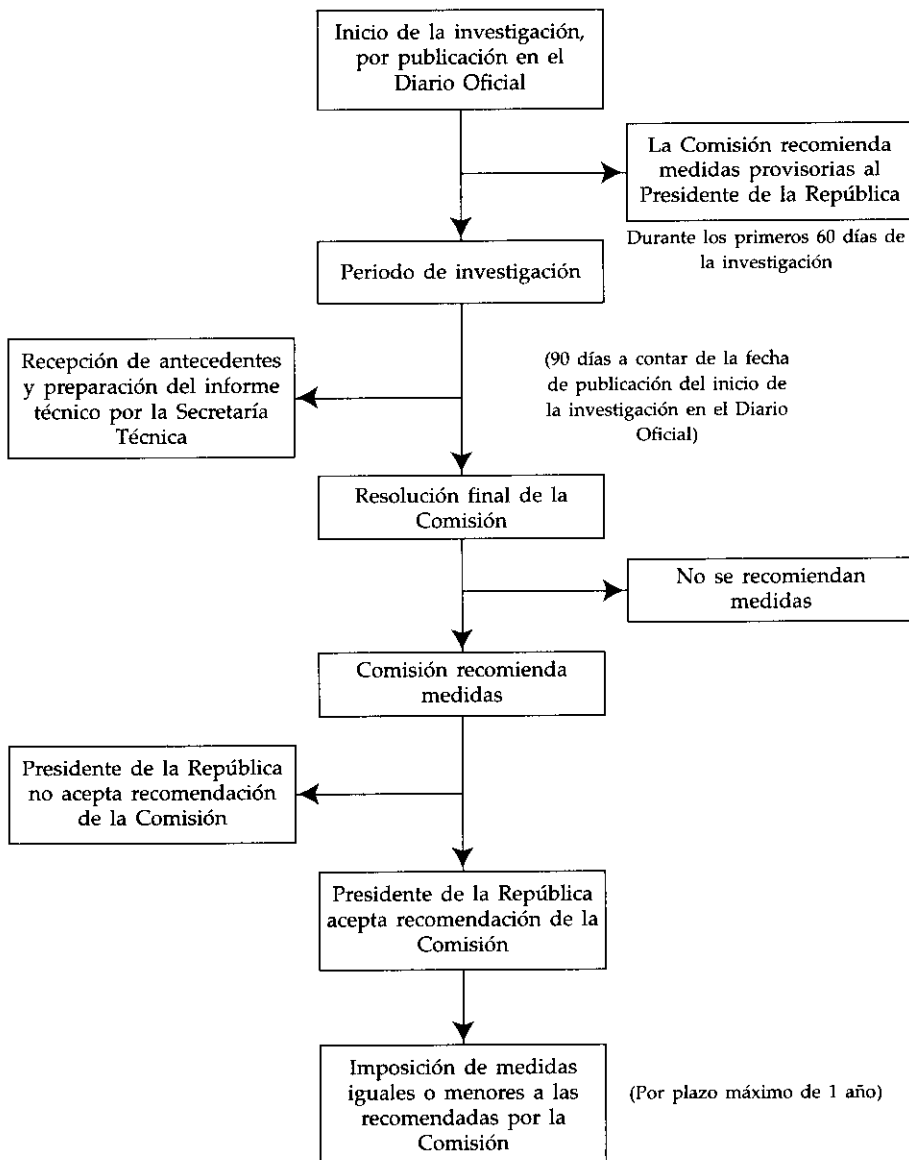 Inicio de la investigación,
por publicación en el
Diario Oficial
La Comisión recomienda
medidas provisorias al
Presidente de la República
Durante los primeros 60 días de
la investigación
Periodo de investigación
Recepción de antecedentes
y preparación del informe
técnico por la Secretaría
Técnica
(90 días a contar de la fecha
de publicación del inicio de
la investigación en el Diario
Oficial)
Resolución final de la
Comisión
No se recomiendan
medidas
Comisión recomienda
medidas
Presidente de la República
no acepta recomendación
de la Comisión
Presidente de la República
acepta recomendación de la
Comisión
Imposición de medidas
iguales o menores a las
recomendadas por la
Comisión
(Por plazo máximo de 1 año)